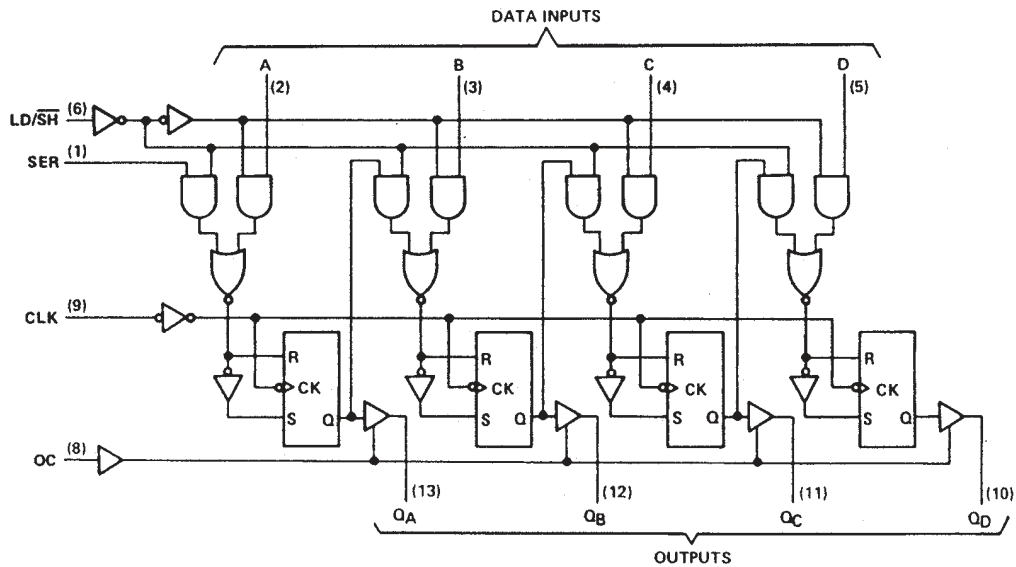 DATA INPUTS
A B C D
(2) (3) (4) (5)
LD/SH (6)
SER (1)
CLK (9)
R R R R
CK CK CK CK
S Q S Q S Q S Q
OC (8)
(13) (12) (11) (10)
QA QB QC QD
OUTPUTS